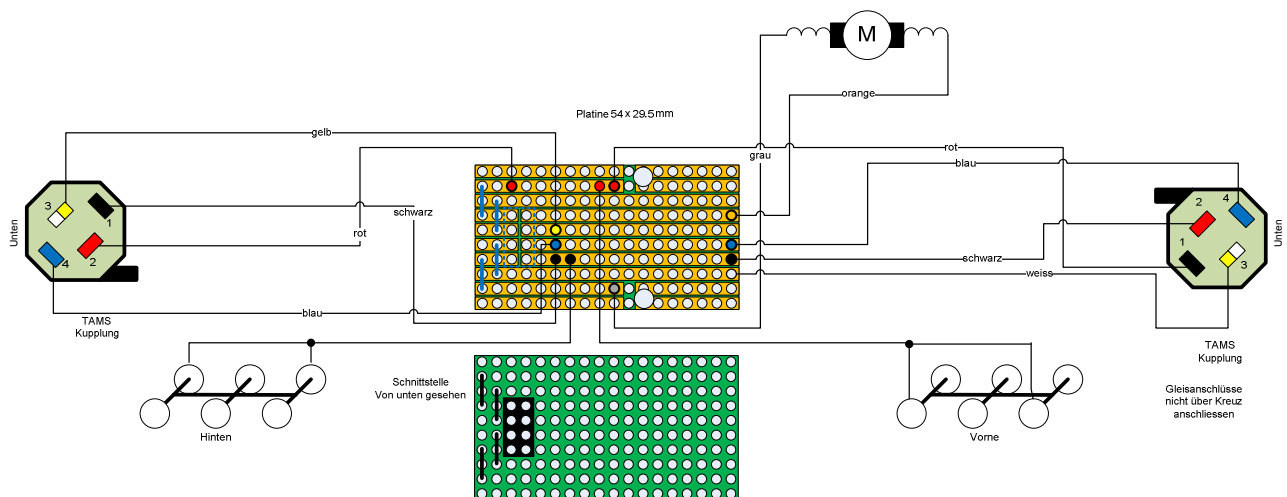 M
orange
Platine 54 x 29.5mm
gelb
grau
rot
blau
3
1
4
2
Unten
schwarz
rot
2
4
1
3
Unten
schwarz
weiss
blau
TAMS
Kupplung
TAMS
Kupplung
Schnittstelle
Von unten gesehen
Gleisanschlüsse
nicht über Kreuz
anschliessen
Hinten
Vorne